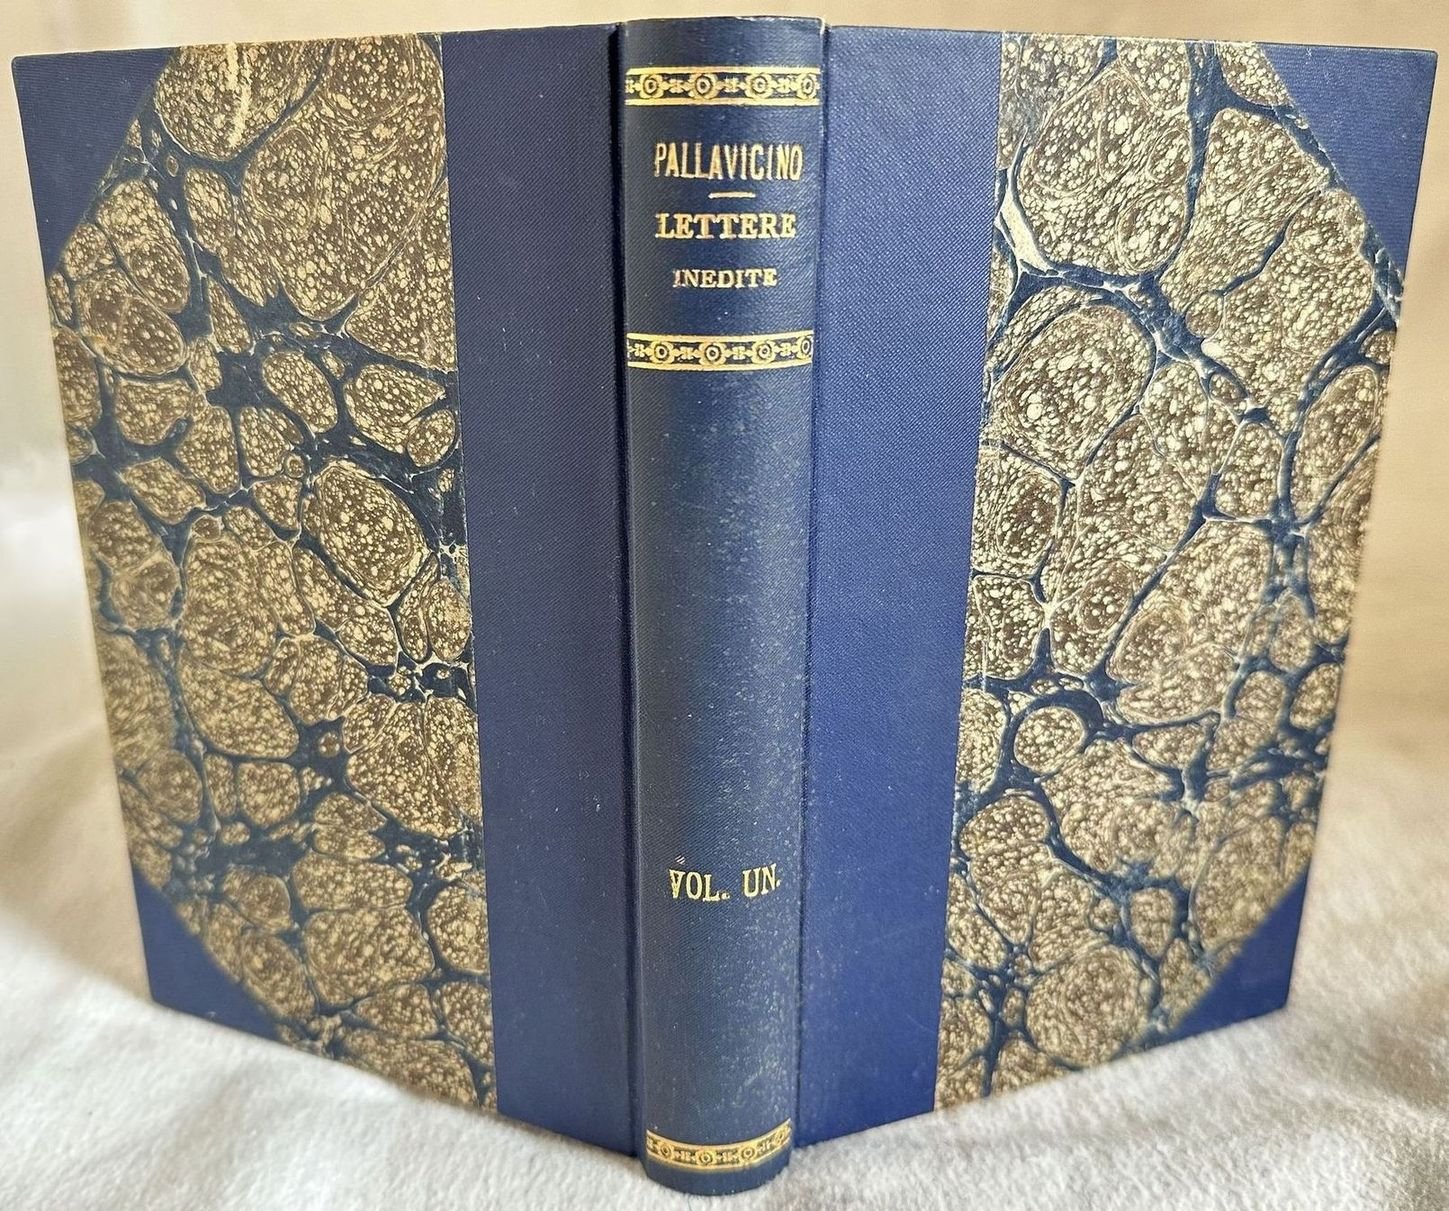 PALLAVICINO
LETTERE
INEDITE
VOL. UN.